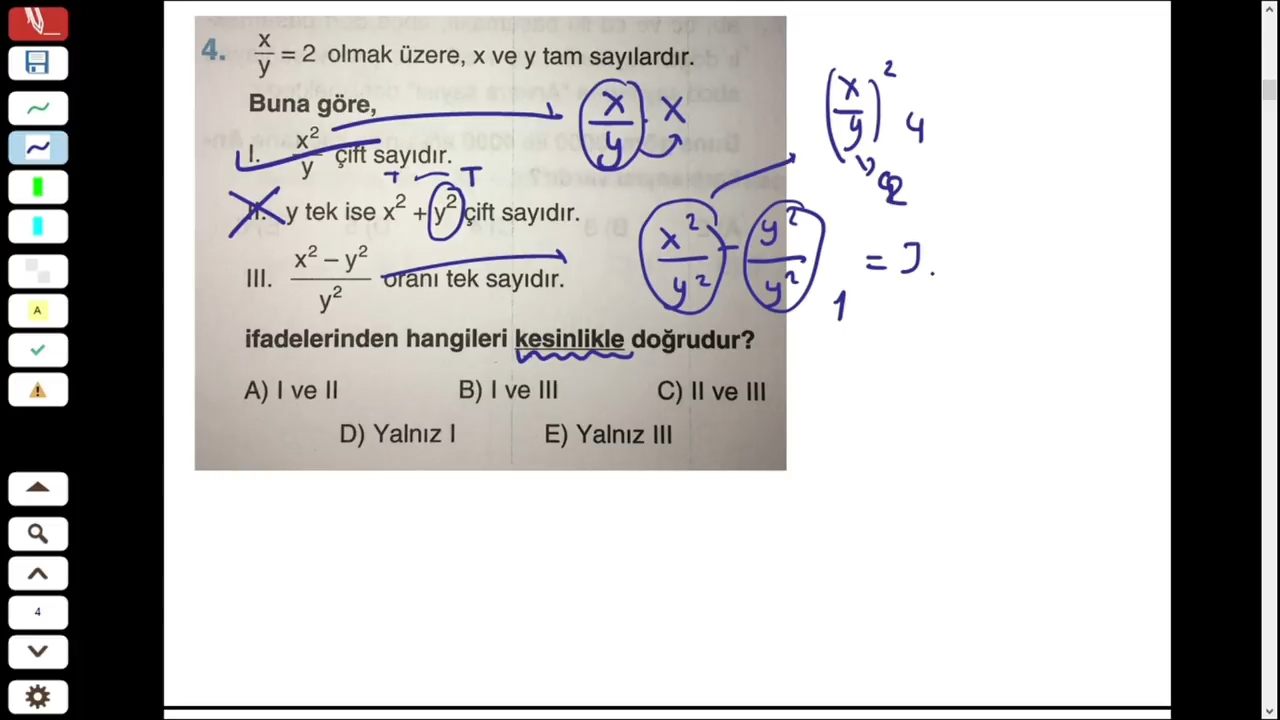 4. x/y = 2 olmak üzere, x ve y tam sayılardır.
Buna göre,
I. x²/y çift sayıdır.
T T
II. y tek ise x² + y² çift sayıdır.
III. (x² – y²)/y² oranı tek sayıdır.
ifadelerinden hangileri kesinlikle doğrudur?
A) I ve II B) I ve III C) II ve III
D) Yalnız I E) Yalnız III
x/y · x
(x/y)² 4
2
x²/y² – y²/y² = 3.
1
A
4